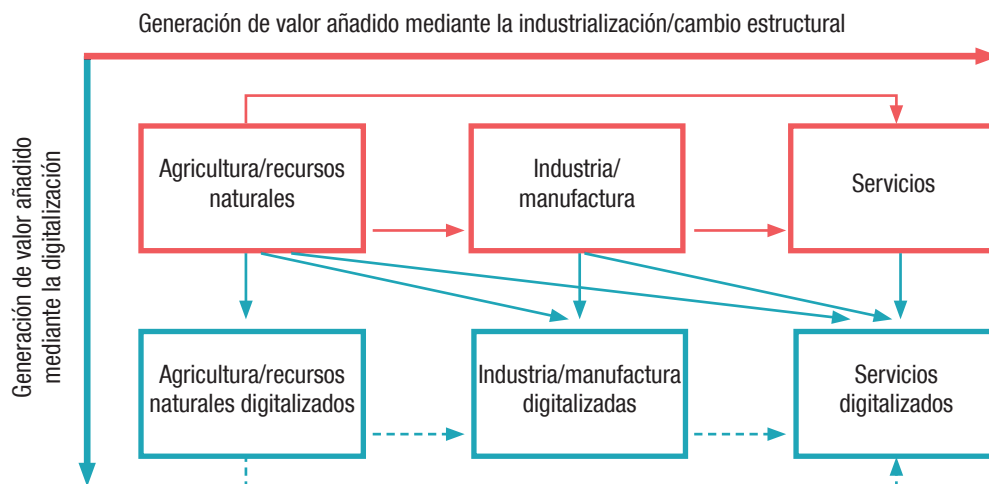 Generación de valor añadido mediante la industrialización/cambio estructural
Generación de valor añadido
mediante la digitalización
Agricultura/recursos
naturales
Industria/
manufactura
Servicios
Agricultura/recursos
naturales digitalizados
Industria/manufactura
digitalizadas
Servicios
digitalizados